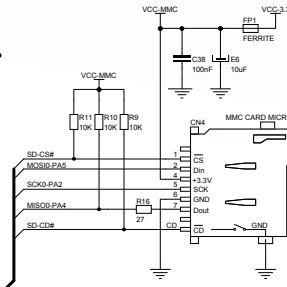 VCC-MMC
VCC-3.3
FP1
FERRITE
C38
100nF
E6
10uF
VCC-MMC
R11
10K
R10
10K
R9
10K
CN4
MMC CARD MICR
SD-CS#
1
CS
MOSI0-PA5
2
Din
4
+3.3V
SCK0-PA2
5
SCK
6
GND
MISO0-PA4
R16
27
7
Dout
SD-CD#
CD
CD
GND